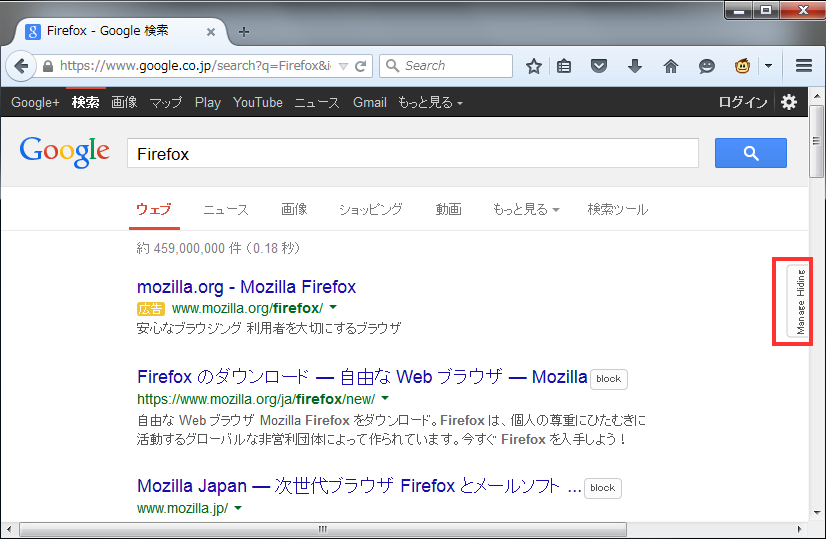 Firefox - Google 検索
https://www.google.co.jp/search?q=Firefox&i
Search
Google+ 検索 画像 マップ Play YouTube ニュース Gmail もっと見る ログイン
Google
Firefox
ウェブ ニュース 画像 ショッピング 動画 もっと見る 検索ツール
約 459,000,000 件 (0.18 秒)
mozilla.org - Mozilla Firefox
広告 www.mozilla.org/firefox/
安心なブラウジング 利用者を大切にするブラウザ
Manage Hiding
Firefox のダウンロード — 自由な Web ブラウザ — Mozilla block
https://www.mozilla.org/ja/firefox/new/
自由な Web ブラウザ Mozilla Firefox をダウンロード。Firefox は、個人の尊重にひたむきに
活動するグローバルな非営利団体によって作られています。今すぐ Firefox を入手しよう！
Mozilla Japan — 次世代ブラウザ Firefox とメールソフト ... block
www.mozilla.jp/